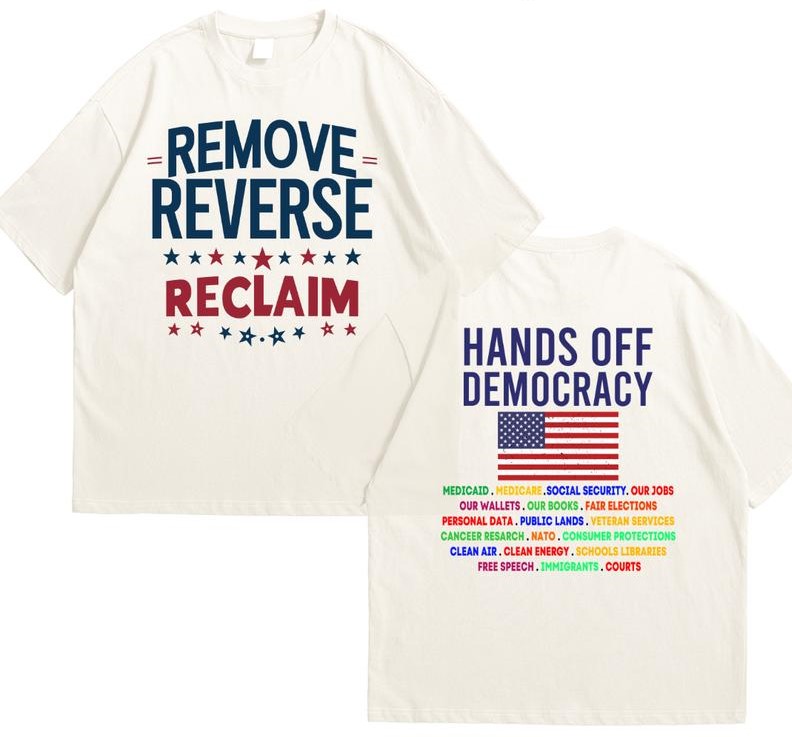 REMOVE
REVERSE
RECLAIM
HANDS OFF
DEMOCRACY
MEDICAID . MEDICARE .SOCIAL SECURITY. OUR JOBS
OUR WALLETS . OUR BOOKS . FAIR ELECTIONS
PERSONAL DATA . PUBLIC LANDS . VETERAN SERVICES
CANCEER RESARCH . NATO . CONSUMER PROTECTIONS
CLEAN AIR . CLEAN ENERGY . SCHOOLS LIBRARIES
FREE SPEECH . IMMIGRANTS . COURTS